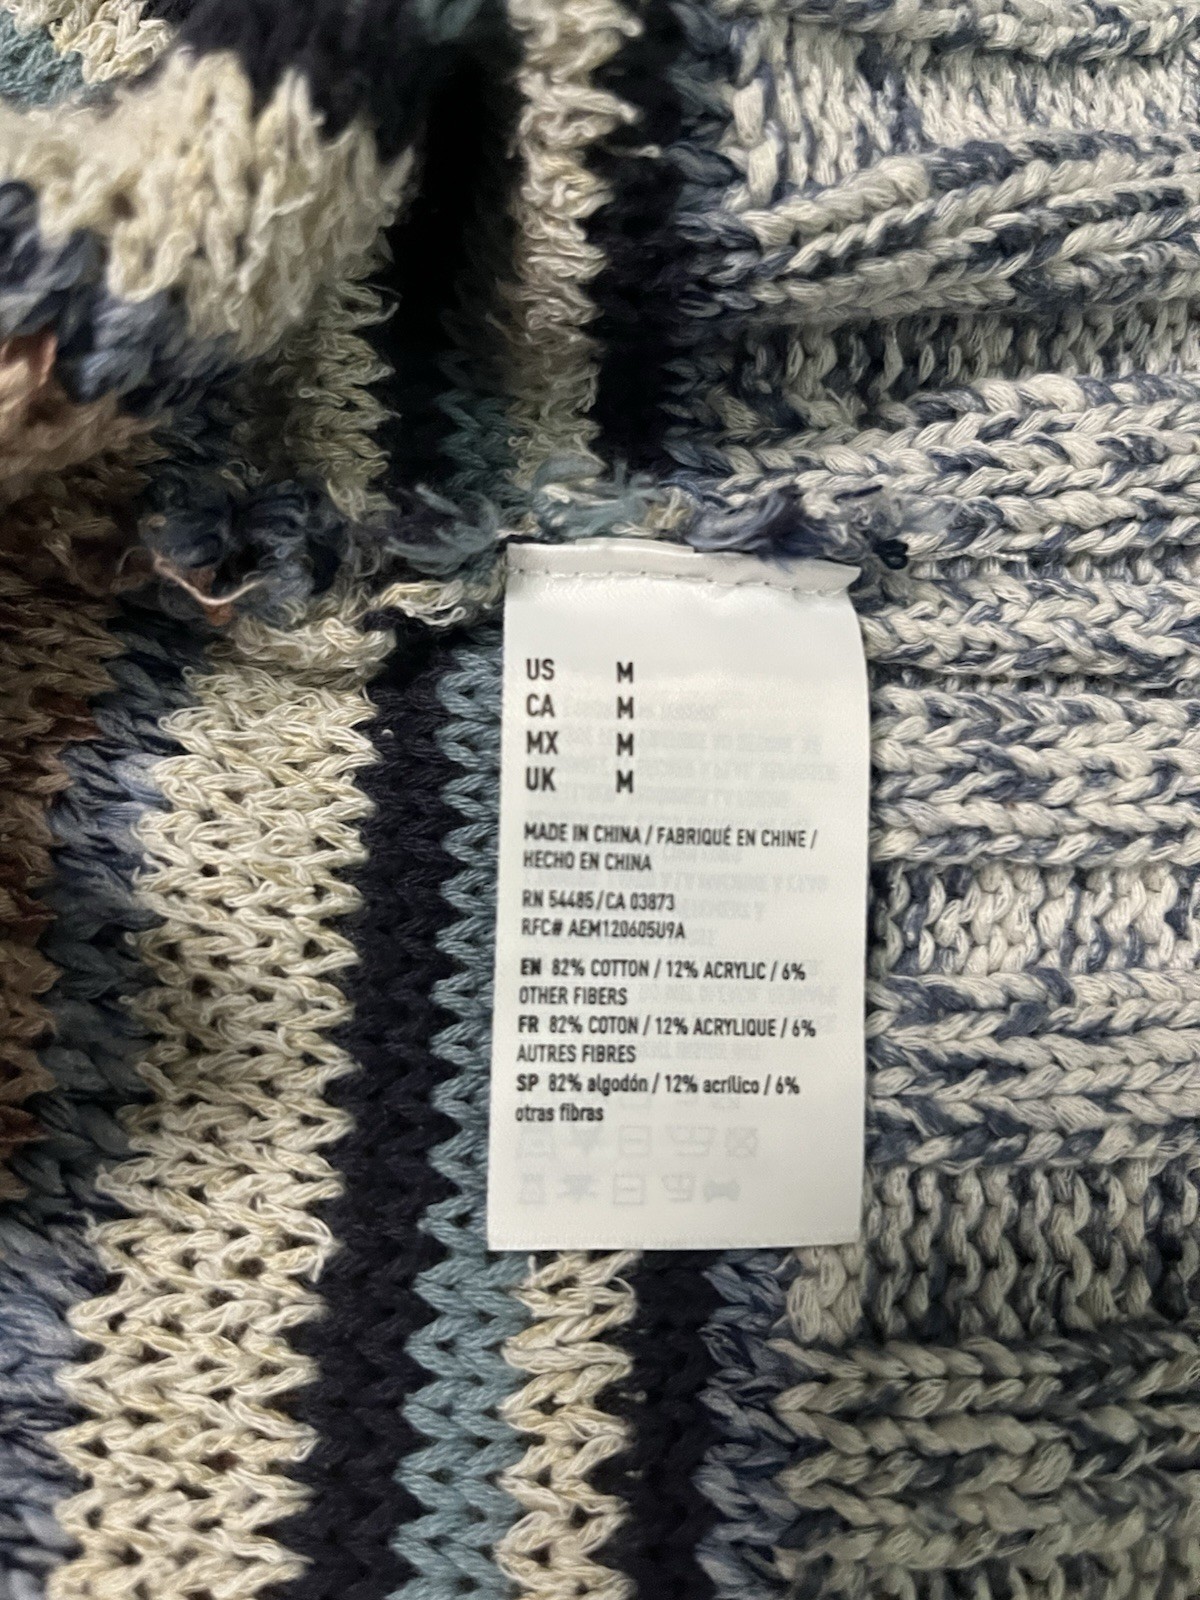 US M
CA M
MX M
UK M
MADE IN CHINA / FABRIQUÉ EN CHINE /
HECHO EN CHINA
RN 54485/CA 03873
RFC# AEM120605U9A
EN 82% COTTON / 12% ACRYLIC / 6%
OTHER FIBERS
FR 82% COTON / 12% ACRYLIQUE / 6%
AUTRES FIBRES
SP 82% algodón / 12% acrílico / 6%
otras fibras